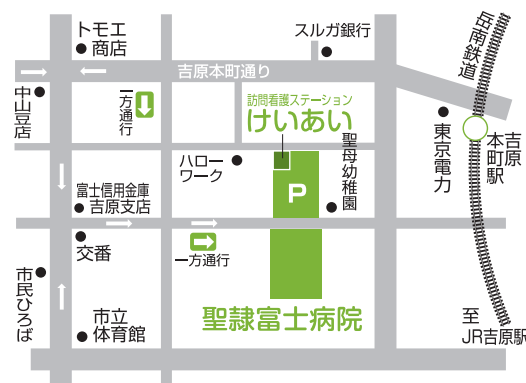 トモエ
商店
スルガ銀行
岳南鉄道
吉原本町通り
中山豆店
一方
通行
訪問看護ステーション
けいあい
東京電力
吉原
本町駅
ハロー
ワーク
聖母幼稚園
P
富士信用金庫
吉原支店
交番
一方通行
市民ひろば
市立
体育館
聖隷富士病院
至
JR吉原駅